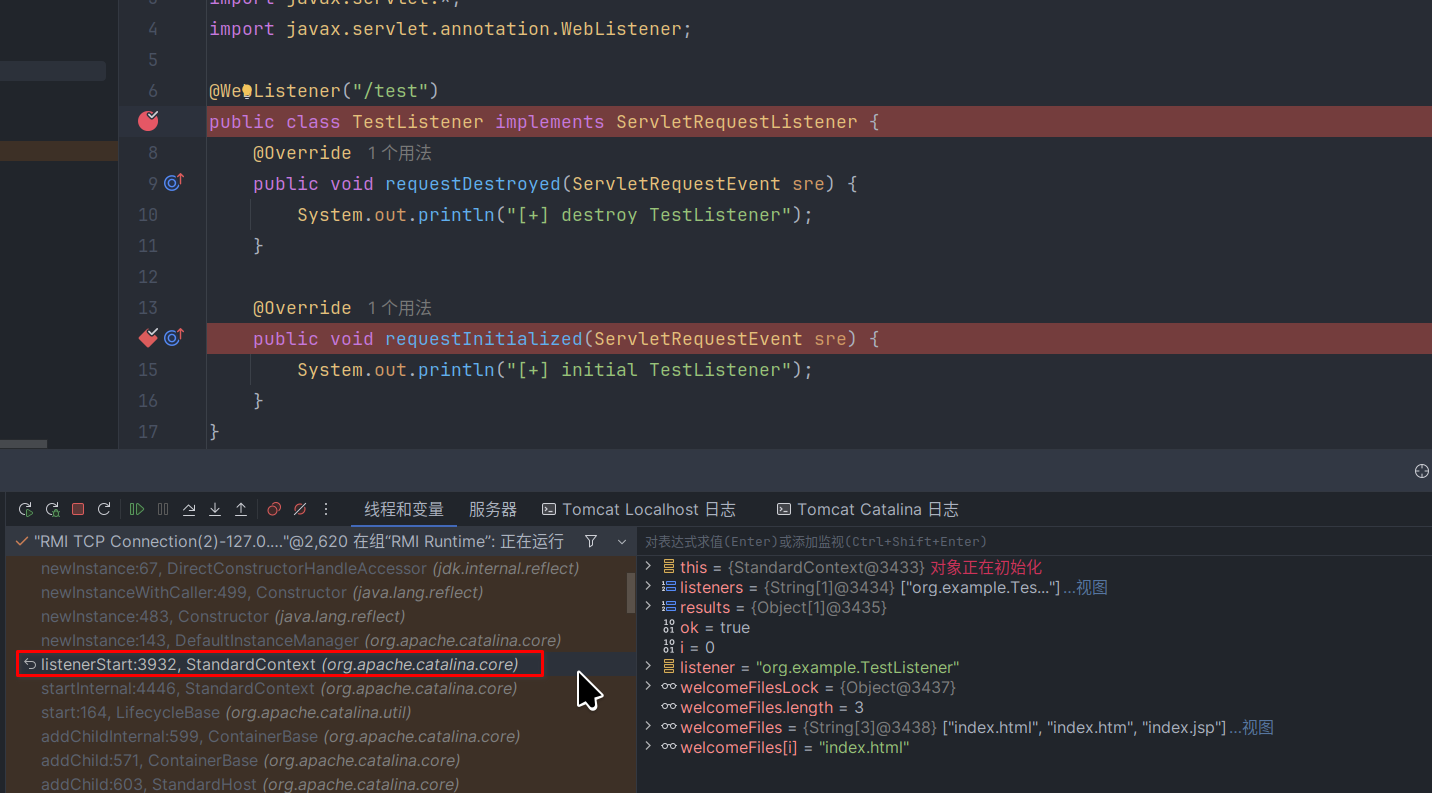 import javax.servlet.*;
4 import javax.servlet.annotation.WebListener;
5
6 @WebListener("/test")
public class TestListener implements ServletRequestListener {
8 @Override 1 个用法
9 public void requestDestroyed(ServletRequestEvent sre) {
10 System.out.println("[+] destroy TestListener");
11 }
12
13 @Override 1 个用法
public void requestInitialized(ServletRequestEvent sre) {
15 System.out.println("[+] initial TestListener");
16 }
17 }
线程和变量 服务器 Tomcat Localhost 日志 Tomcat Catalina 日志
"RMI TCP Connection(2)-127.0...."@2,620 在组“RMI Runtime”: 正在运行
newInstance:67, DirectConstructorHandleAccessor (jdk.internal.reflect)
newInstanceWithCaller:499, Constructor (java.lang.reflect)
newInstance:483, Constructor (java.lang.reflect)
newInstance:143, DefaultInstanceManager (org.apache.catalina.core)
listenerStart:3932, StandardContext (org.apache.catalina.core)
startInternal:4446, StandardContext (org.apache.catalina.core)
start:164, LifecycleBase (org.apache.catalina.util)
addChildInternal:599, ContainerBase (org.apache.catalina.core)
addChild:571, ContainerBase (org.apache.catalina.core)
addChild:603, StandardHost (org.apache.catalina.core)
对表达式求值(Enter)或添加监视(Ctrl+Shift+Enter)
this = {StandardContext@3433} 对象正在初始化
listeners = {String[1]@3434} ["org.example.Tes..."]...视图
results = {Object[1]@3435}
ok = true
i = 0
listener = "org.example.TestListener"
welcomeFilesLock = {Object@3437}
welcomeFiles.length = 3
welcomeFiles = {String[3]@3438} ["index.html", "index.htm", "index.jsp"]...视图
welcomeFiles[i] = "index.html"